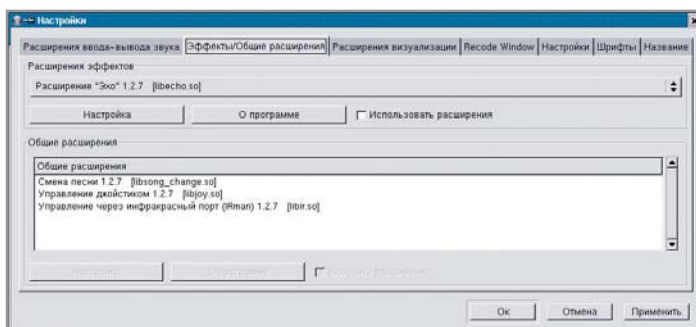 Настройки
Расширения ввода-вывода звука Эффекты/Общие расширения Расширения визуализации Recode Window Настройки Шрифты Название
Расширения эффектов
Расширение "Эхо" 1.2.7 [libecho.so]
Настройка О программе Использовать расширения
Общие расширения
Общие расширения
Смена песни 1.2.7 [libsong_change.so]
Управление джойстиком 1.2.7 [libjoy.so]
Управление через инфракрасный порт (IRman) 1.2.7 [libir.so]
Настройка О программе
Ок Отмена Применить